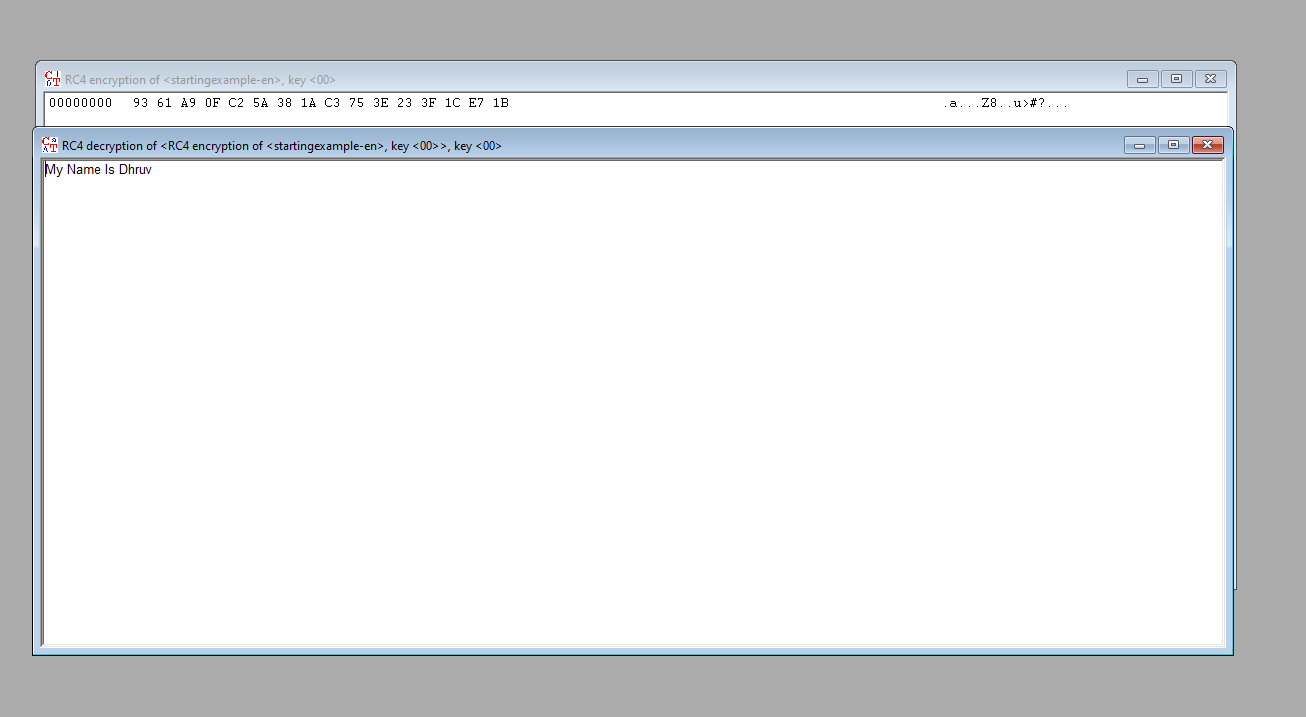 RC4 encryption of <startingexample-en>, key <00>
00000000 93 61 A9 0F C2 5A 38 1A C3 75 3E 23 3F 1C E7 1B .a...Z8..u>#?...
RC4 decryption of <RC4 encryption of <startingexample-en>, key <00>>, key <00>
My Name Is Dhruv